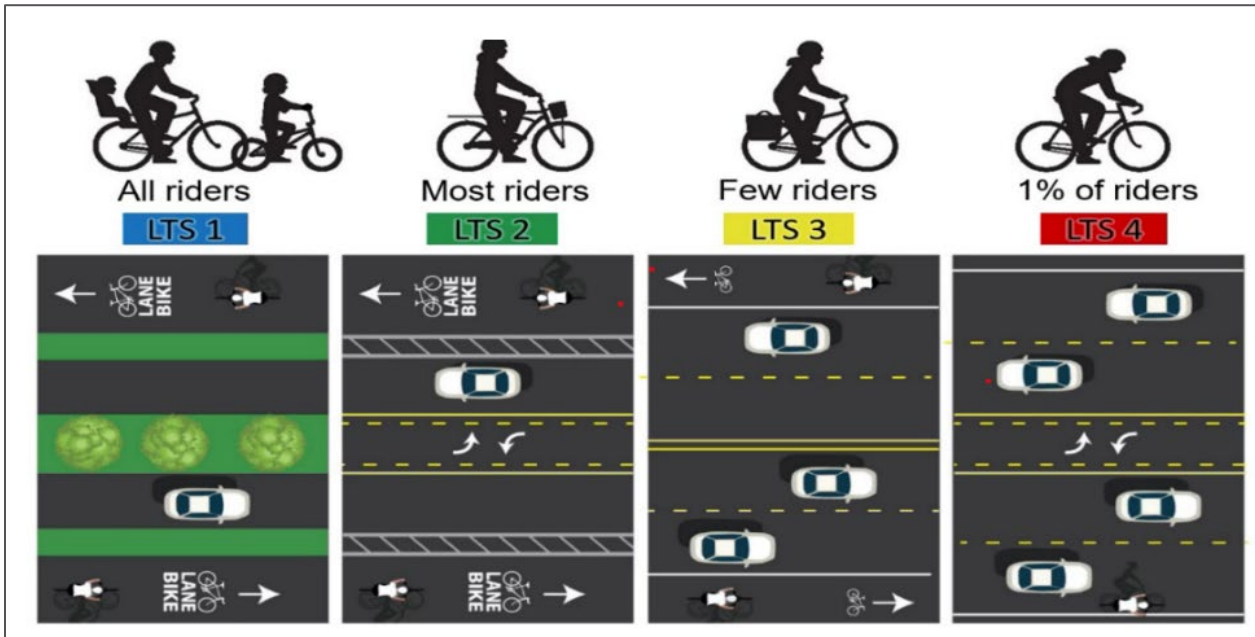 All riders
LTS 1
Most riders
LTS 2
Few riders
LTS 3
1% of riders
LTS 4
LANE
BIKE
LANE
BIKE
LANE
BIKE
LANE
BIKE